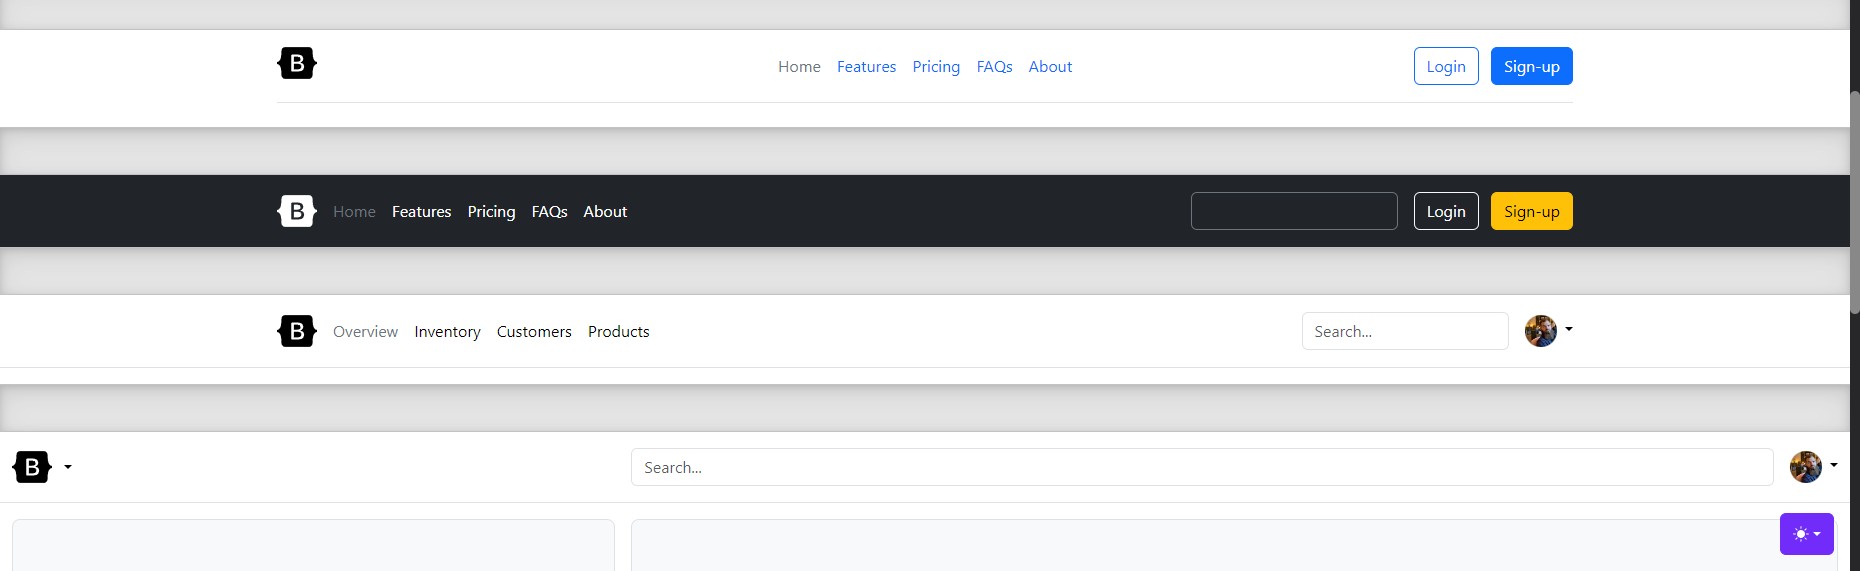 B Home Features Pricing FAQs About Login Sign-up
B Home Features Pricing FAQs About Login Sign-up
B Overview Inventory Customers Products Search...
B Search...